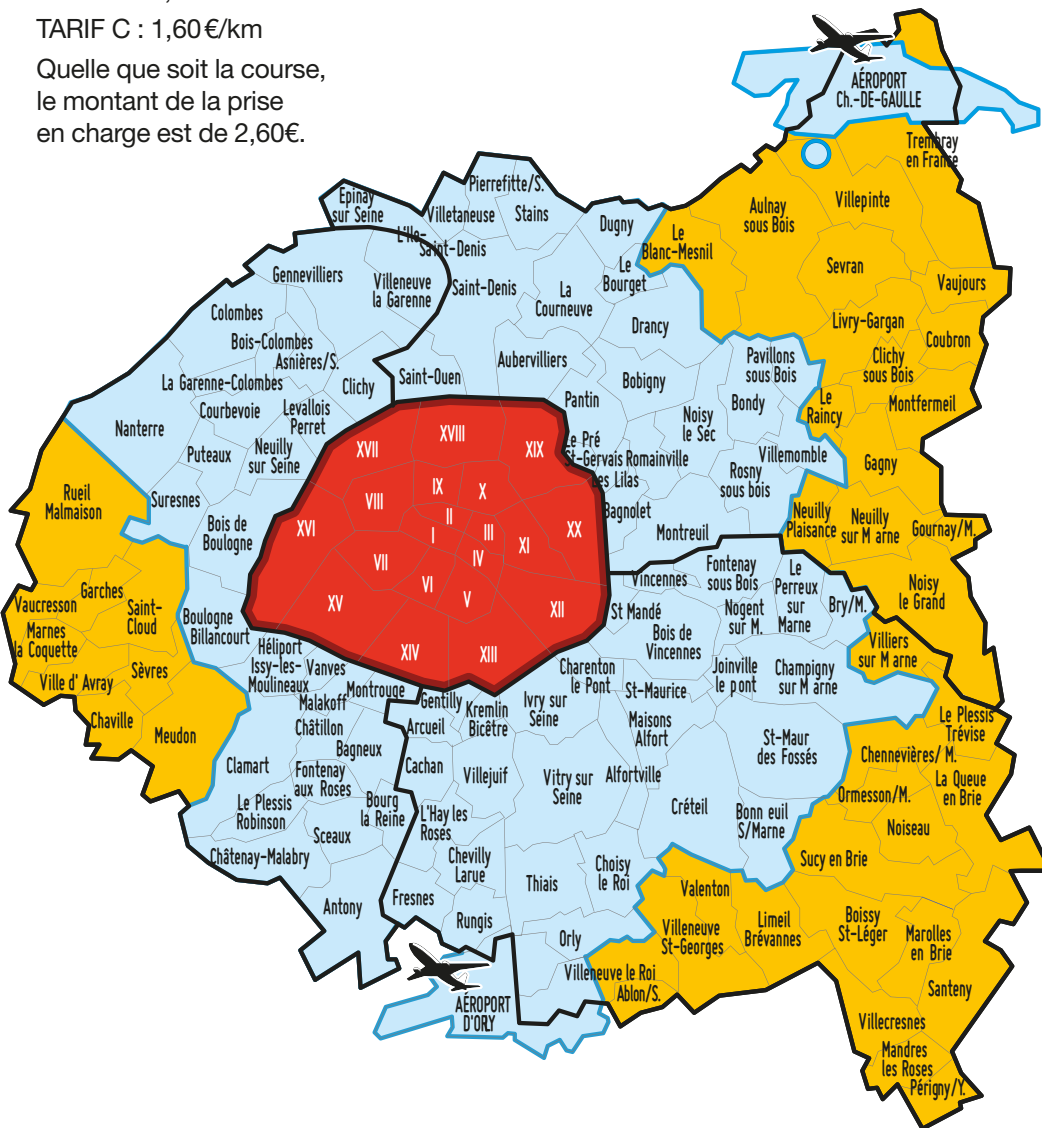 TARIF C : 1,60 €/km
Quelle que soit la course,
le montant de la prise
en charge est de 2,60€.
AÉROPORT
Ch.-DE-GAULLE
Trembray
en France
Epinay
sur Seine
Pierrefitte/S.
Villetaneuse
Stains
L'Ile-
Saint-Denis
Dugny
Le
Blanc-Mesnil
Aulnay
sous Bois
Villepinte
Gennevilliers
Villeneuve
la Garenne
Saint-Denis
La
Courneuve
Le
Bourget
Sevran
Vaujours
Colombes
Drancy
Livry-Gargan
Coubron
Bois-Colombes
Asnières/S.
Aubervilliers
Pavillons
sous Bois
Clichy
sous Bois
La Garenne-Colombes
Clichy
Saint-Ouen
Bobigny
Courbevoie
Levallois
Perret
Pantin
Bondy
Le
Raincy
Montfermeil
Nanterre
Noisy
le Sec
Puteaux
Neuilly
sur Seine
XVII
XVIII
XIX
Le Pré
St-Gervais
Romainville
Les Lilas
Villemomble
Rosny
sous bois
Gagny
Rueil
Malmaison
Suresnes
VIII
IX
X
Bagnolet
Neuilly
Plaisance
Neuilly
sur M arne
Gournay/M.
Bois de
Boulogne
XVI
II
I
III
XI
XX
Montreuil
VII
IV
VI
V
XV
XII
Vincennes
Fontenay
sous Bois
Le
Perreux
sur
Marne
Noisy
le Grand
Garches
Vaucresson
Saint-
Cloud
Marnes
la Coquette
Boulogne
Billancourt
St Mandé
Nogent
sur M.
Bry/M.
Bois de
Vincennes
Villiers
sur M arne
Sèvres
Ville d' Avray
Héliport
Issy-les-
Moulineaux
Vanves
XIV
XIII
Charenton
le Pont
Joinville
le pont
Champigny
sur M arne
Chaville
Meudon
Malakoff
Montrouge
Gentilly
Kremlin
Bicêtre
Ivry sur
Seine
St-Maurice
Le Plessis
Trévise
Châtillon
Arcueil
Maisons
Alfort
St-Maur
des Fossés
Chennevières/ M.
Bagneux
Clamart
Fontenay
aux Roses
Cachan
Villejuif
Vitry sur
Seine
Alfortville
La Queue
en Brie
Le Plessis
Robinson
Bourg
la Reine
Ormesson/M.
Sceaux
L'Hay les
Roses
Créteil
Bonn euil
S/Marne
Noiseau
Châtenay-Malabry
Chevilly
Larue
Choisy
le Roi
Sucy en Brie
Antony
Fresnes
Thiais
Valenton
Rungis
Orly
Villeneuve
St-Georges
Limeil
Brévannes
Boissy
St-Léger
Marolles
en Brie
Villeneuve le Roi
Ablon/S.
Santeny
AÉROPORT
D'ORLY
Villecresnes
Mandres
les Roses
Périgny/Y.